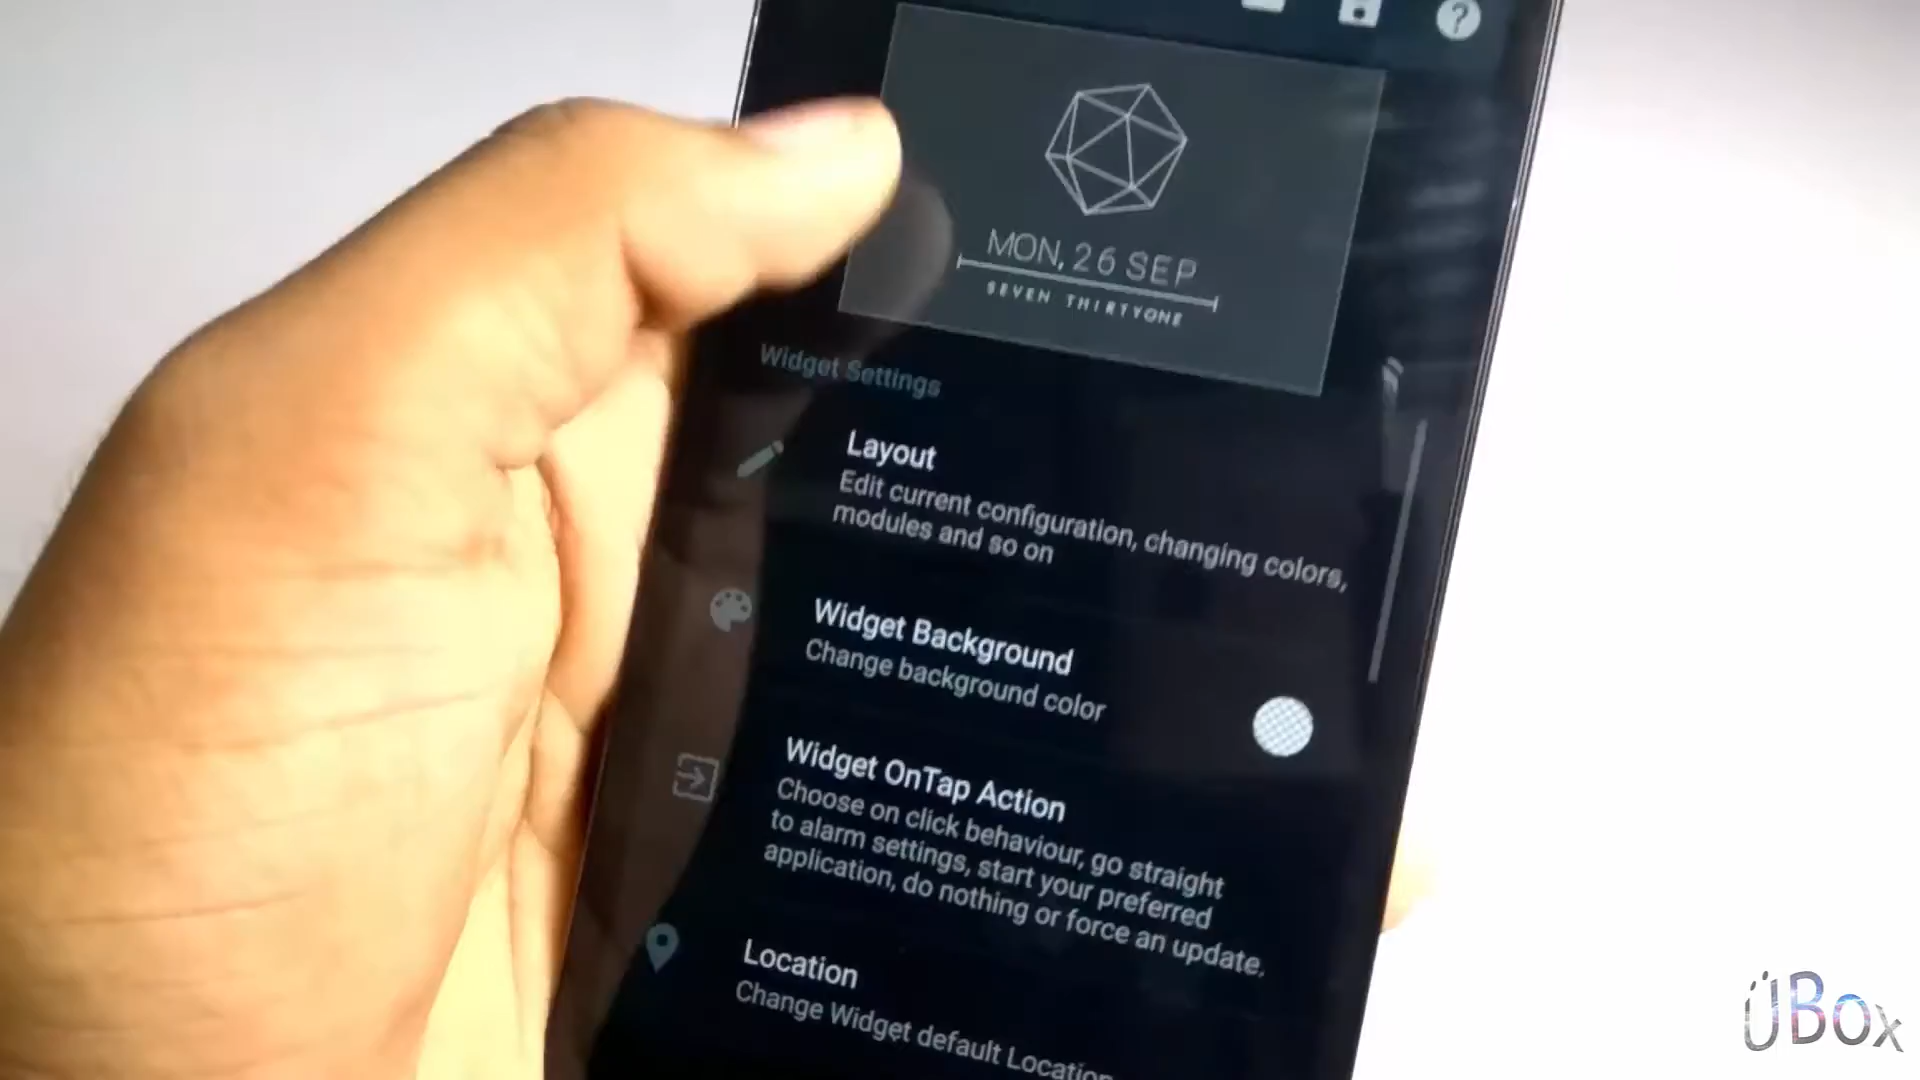 MON, 26 SEP
SEVEN THIRTYONE
Widget Settings
Layout
Edit current configuration, changing colors,
modules and so on
Widget Background
Change background color
Widget OnTap Action
Choose on click behaviour, go straight
to alarm settings, start your preferred
application, do nothing or force an update.
Location
Change Widget default Location
ÜBox